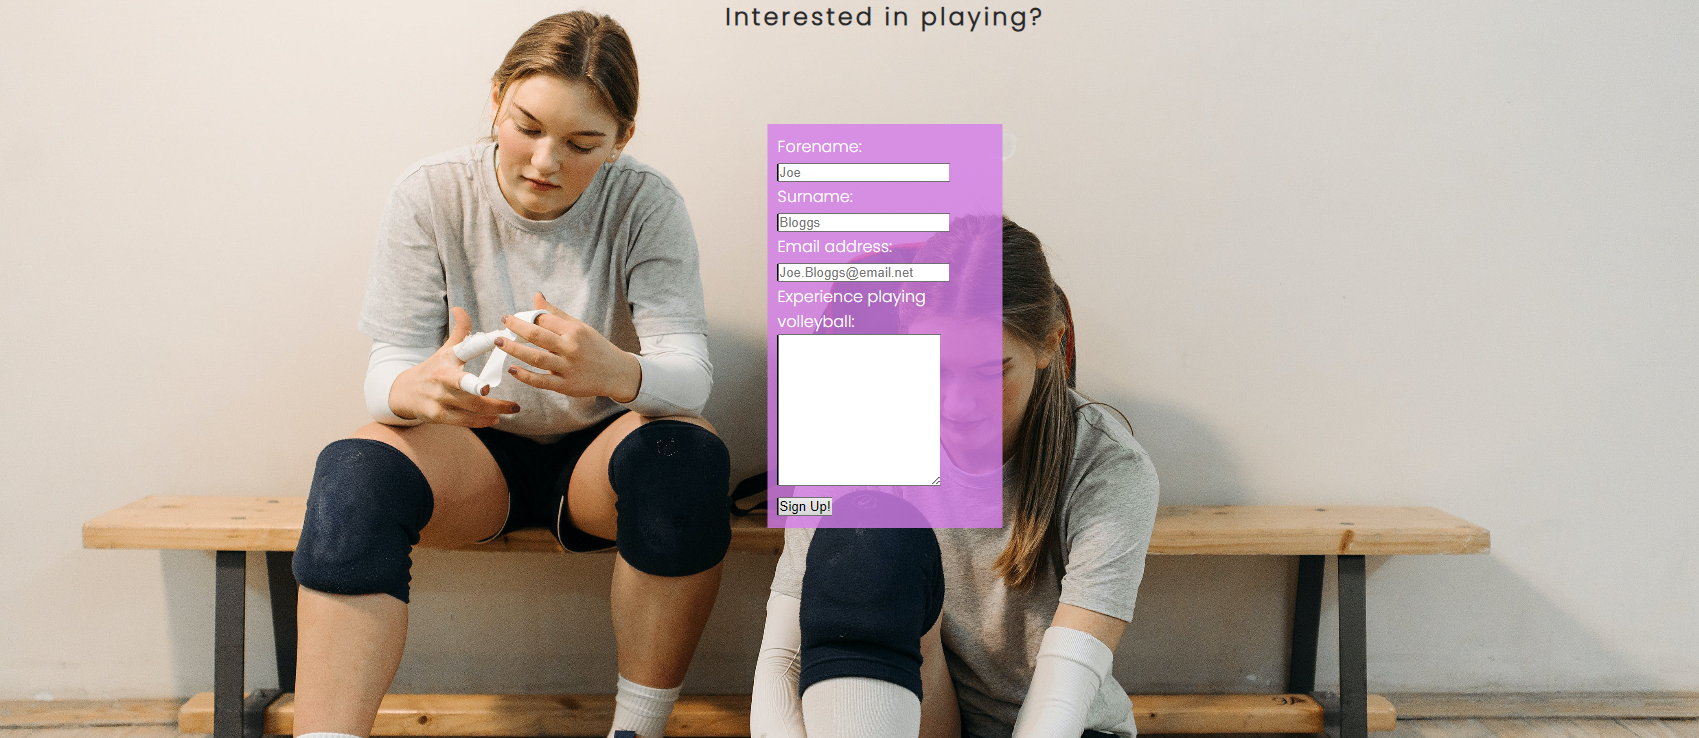 Interested in playing?
Forename:
Joe
Surname:
Bloggs
Email address:
Joe.Bloggs@email.net
Experience playing
volleyball:
Sign Up!